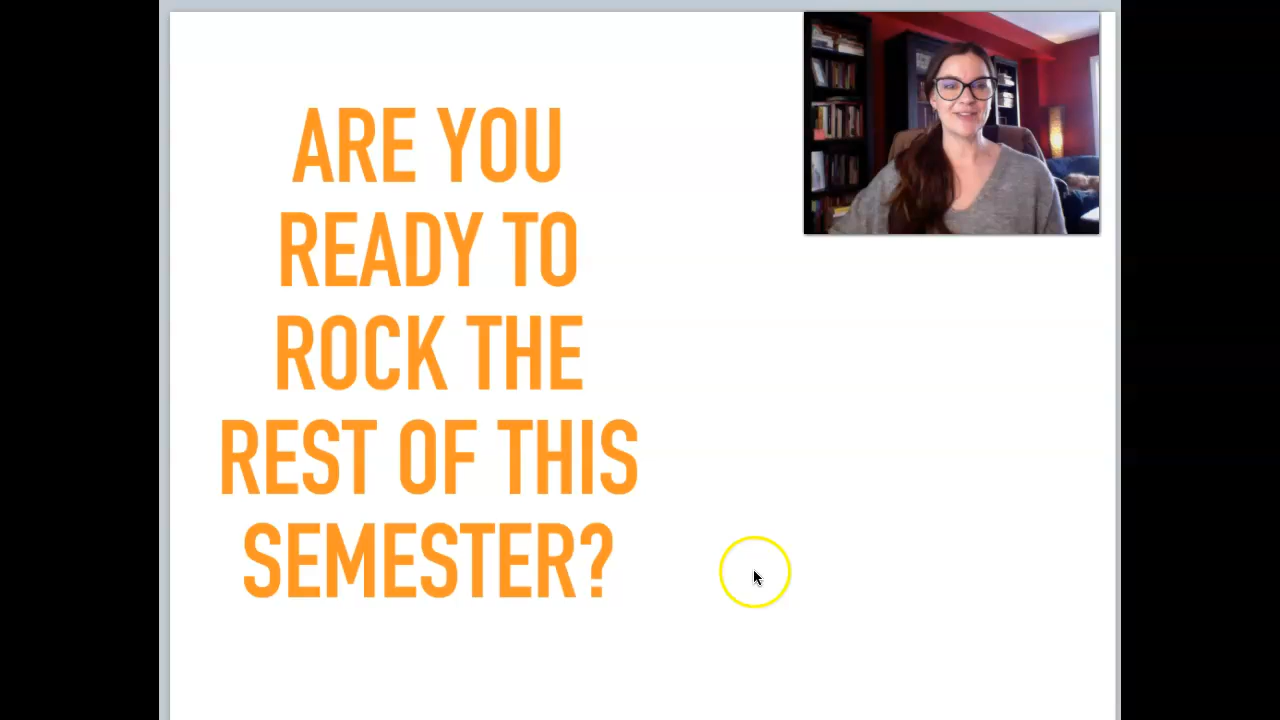 ARE YOU
READY TO
ROCK THE
REST OF THIS
SEMESTER?